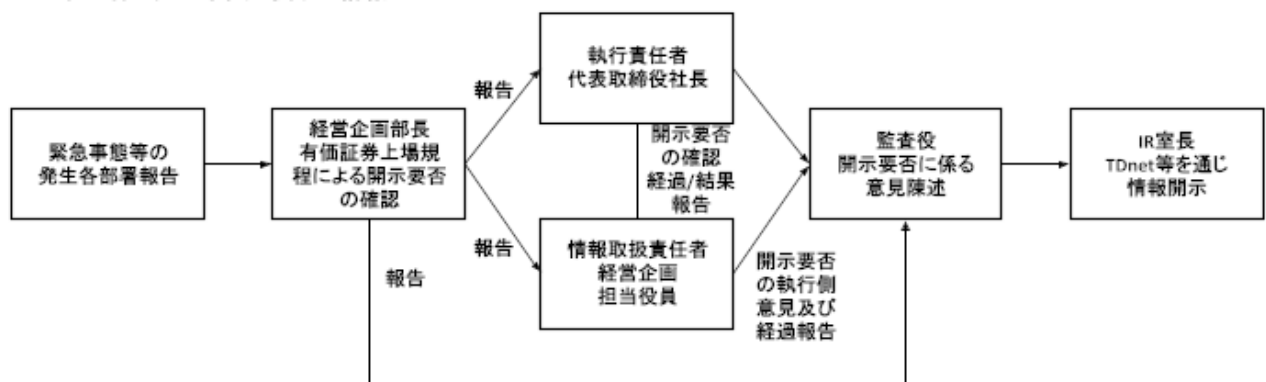 緊急事態等の
発生各部署報告
経営企画部長
有価証券上場規
程による開示要否
の確認
報告
報告
報告
執行責任者
代表取締役社長
開示要否
の確認
経過/結果
報告
情報取扱責任者
経営企画
担当役員
開示要否
の執行側
意見及び
経過報告
監査役
開示要否に係る
意見陳述
IR室長
TDnet等を通じ
情報開示